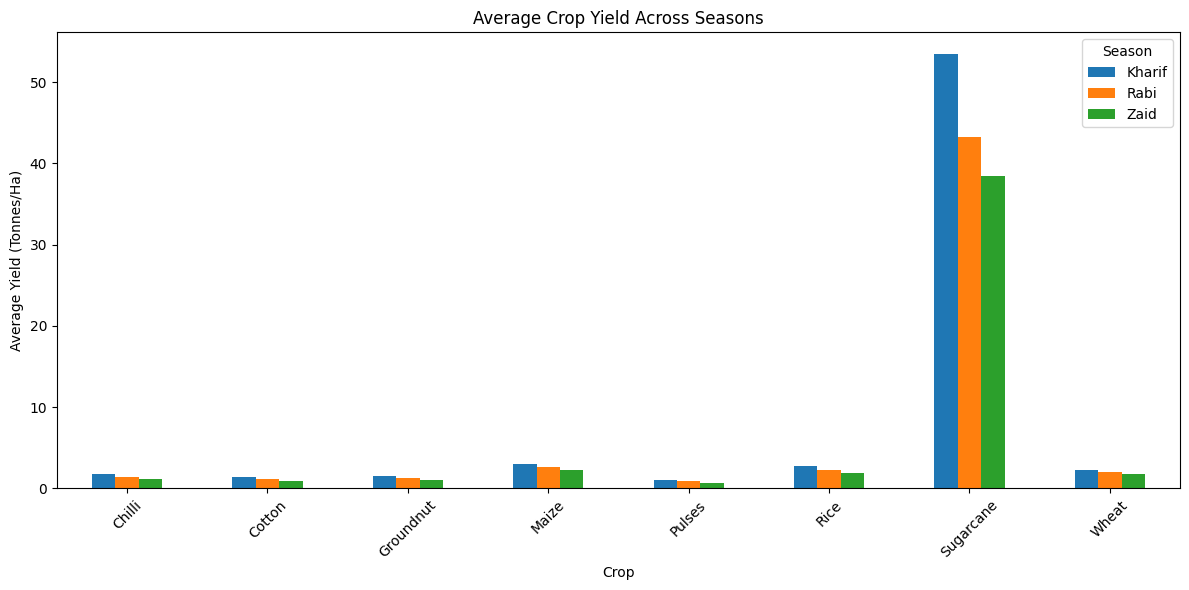 Average Crop Yield Across Seasons
Season
Kharif
Rabi
Zaid
Average Yield (Tonnes/Ha)
50
40
30
20
10
0
Chilli
Cotton
Groundnut
Maize
Pulses
Rice
Sugarcane
Wheat
Crop